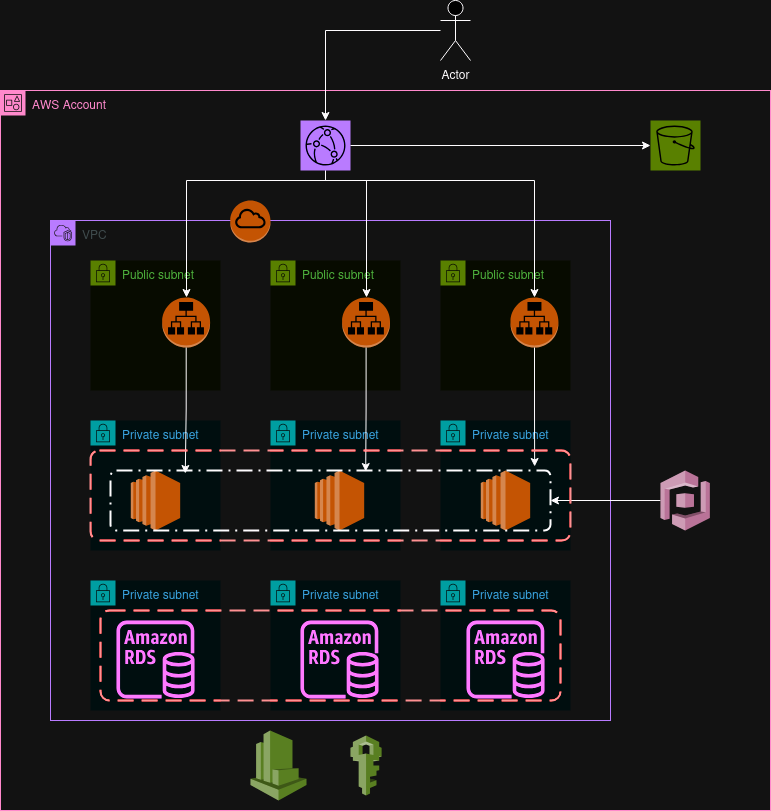 Actor
AWS Account
VPC
Public subnet
Public subnet
Public subnet
Private subnet
Private subnet
Private subnet
Private subnet
Private subnet
Private subnet
Amazon
RDS
Amazon
RDS
Amazon
RDS